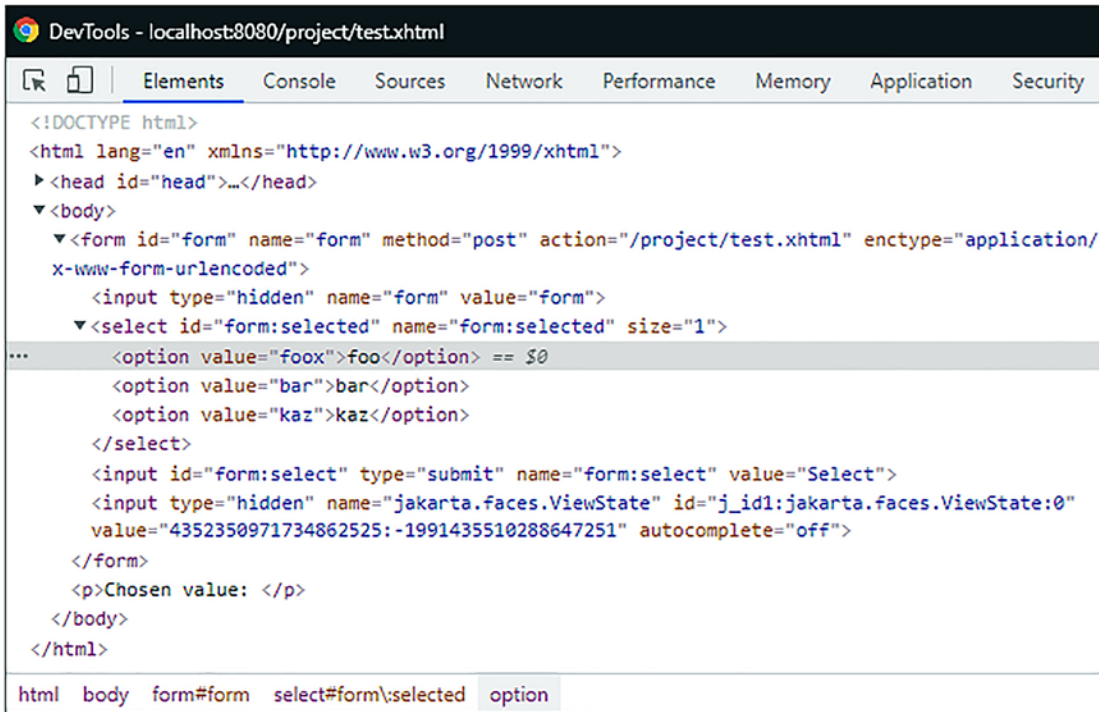 DevTools - localhost:8080/project/test.xhtml
Elements Console Sources Network Performance Memory Application Security
<!DOCTYPE html>
<html lang="en" xmlns="http://www.w3.org/1999/xhtml">
▶<head id="head">…</head>
▼<body>
▼<form id="form" name="form" method="post" action="/project/test.xhtml" enctype="application/
x-www-form-urlencoded">
<input type="hidden" name="form" value="form">
▼<select id="form:selected" name="form:selected" size="1">
… <option value="foox">foo</option> == $0
<option value="bar">bar</option>
<option value="kaz">kaz</option>
</select>
<input id="form:select" type="submit" name="form:select" value="Select">
<input type="hidden" name="jakarta.faces.ViewState" id="j_id1:jakarta.faces.ViewState:0"
value="4352350971734862525:-1991435510288647251" autocomplete="off">
</form>
<p>Chosen value: </p>
</body>
</html>
html body form#form select#form\:selected option